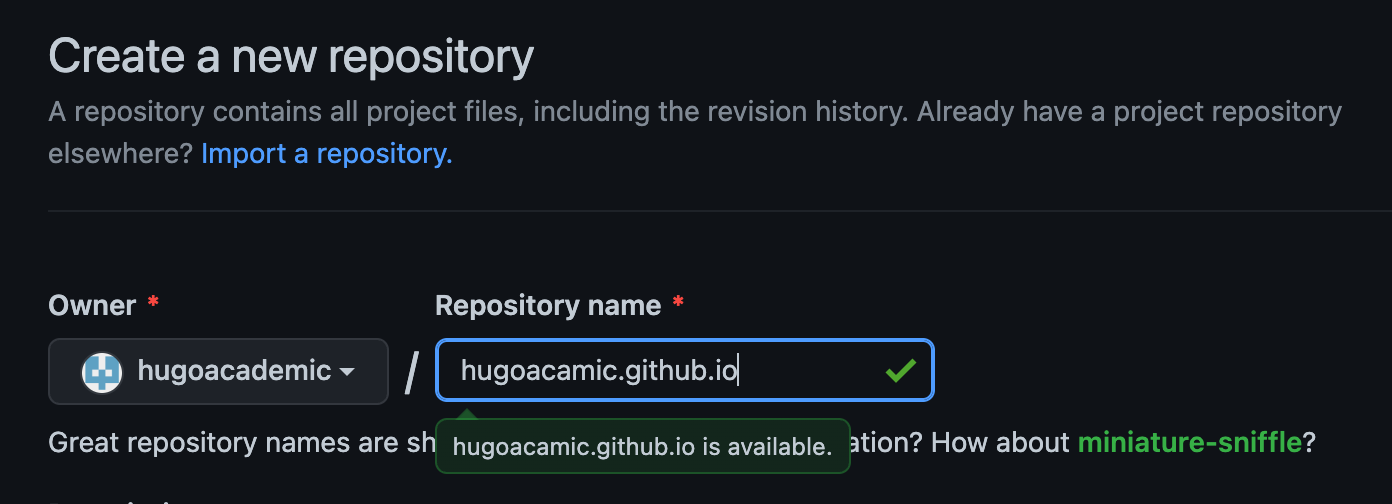 Create a new repository
A repository contains all project files, including the revision history. Already have a project repository
elsewhere? Import a repository.
Owner *
Repository name *
hugoacademic
/
hugoacamic.github.io
Great repository names are sh
ation? How about miniature-sniffle?
hugoacamic.github.io is available.